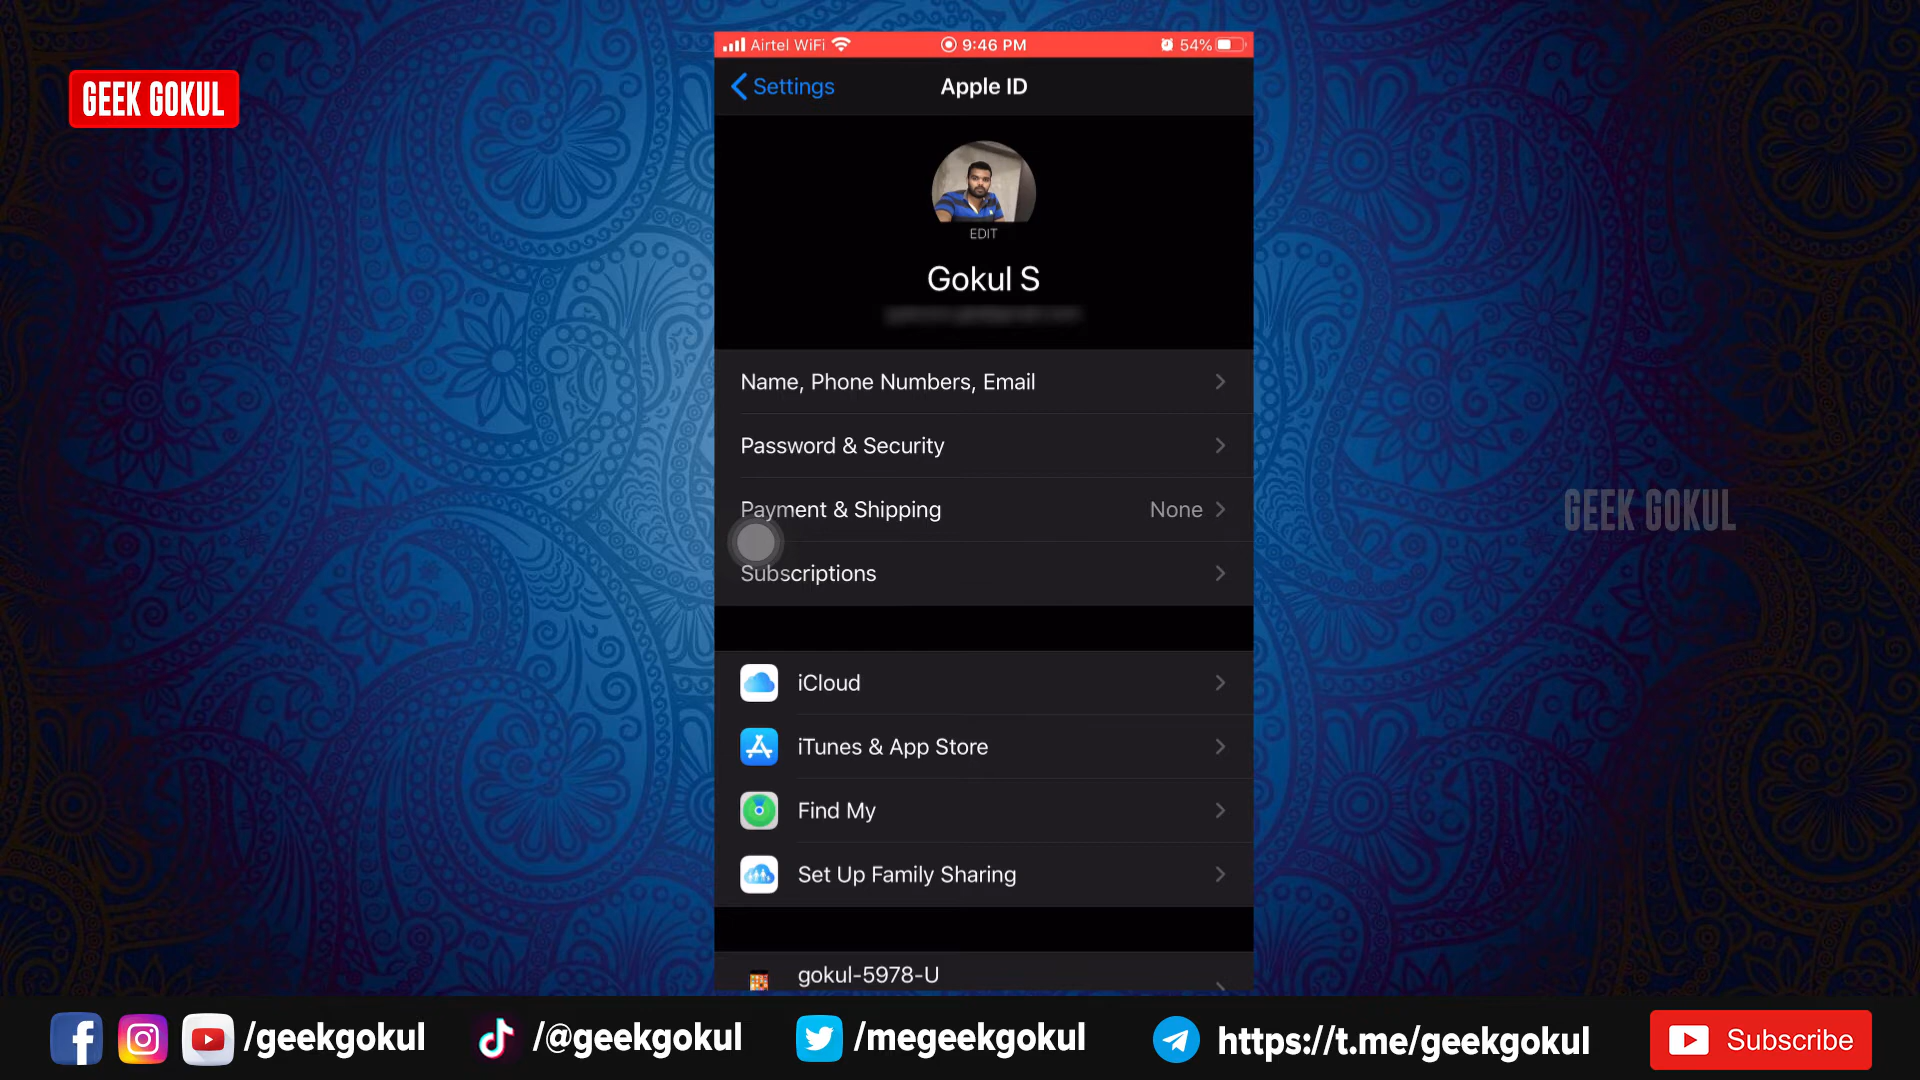 GEEK GOKUL
Airtel WiFi
9:46 PM
54%
Settings
Apple ID
EDIT
Gokul S
Name, Phone Numbers, Email
Password & Security
Payment & Shipping None
Subscriptions
GEEK GOKUL
iCloud
iTunes & App Store
Find My
Set Up Family Sharing
gokul-5978-U
/geekgokul
/@geekgokul
/megeekgokul
https://t.me/geekgokul
Subscribe